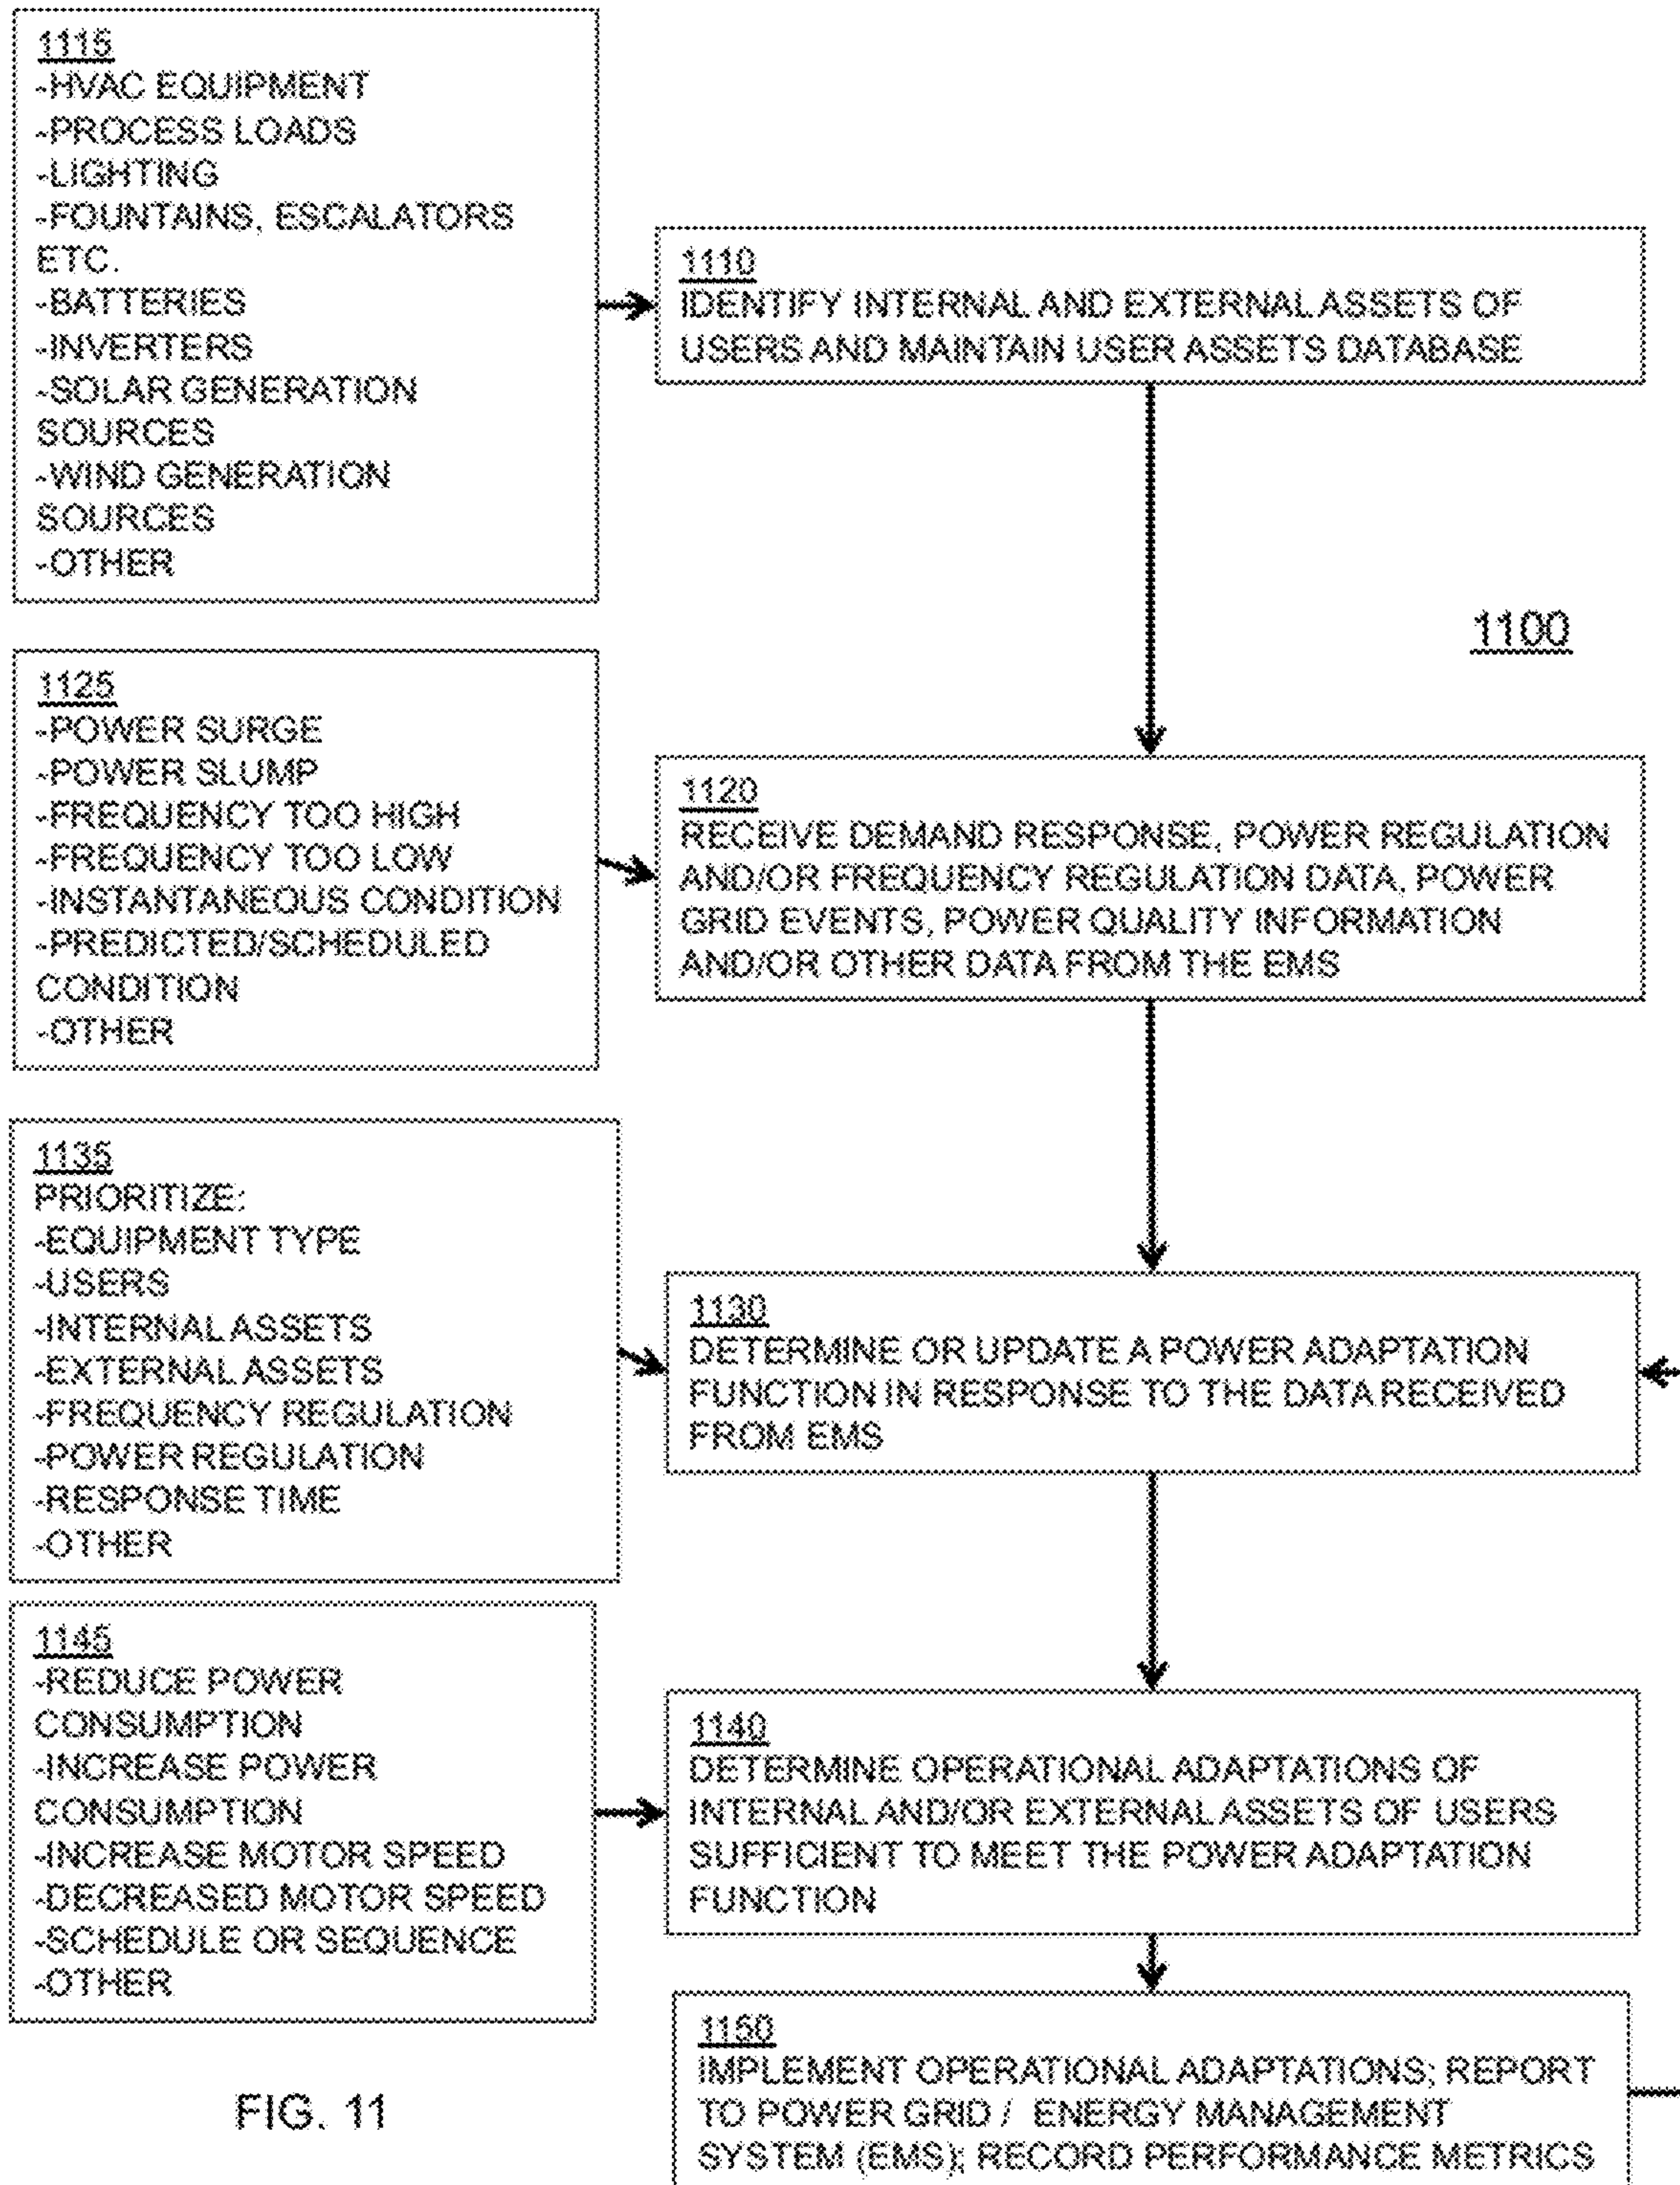 1115
-HVAC EQUIPMENT
-PROCESS LOADS
-LIGHTING
-FOUNTAINS, ESCALATORS
ETC.
-BATTERIES
-INVERTERS
-SOLAR GENERATION
SOURCES
-WIND GENERATION
SOURCES
-OTHER
1110
IDENTIFY INTERNAL AND EXTERNAL ASSETS OF
USERS AND MAINTAIN USER ASSETS DATABASE
1100
1125
-POWER SURGE
-POWER SLUMP
-FREQUENCY TOO HIGH
-FREQUENCY TOO LOW
-INSTANTANEOUS CONDITION
-PREDICTED/SCHEDULED
CONDITION
-OTHER
1120
RECEIVE DEMAND RESPONSE, POWER REGULATION
AND/OR FREQUENCY REGULATION DATA, POWER
GRID EVENTS, POWER QUALITY INFORMATION
AND/OR OTHER DATA FROM THE EMS
1135
PRIORITIZE:
-EQUIPMENT TYPE
-USERS
-INTERNAL ASSETS
-EXTERNAL ASSETS
-FREQUENCY REGULATION
-POWER REGULATION
-RESPONSE TIME
-OTHER
1130
DETERMINE OR UPDATE A POWER ADAPTATION
FUNCTION IN RESPONSE TO THE DATA RECEIVED
FROM EMS
1145
-REDUCE POWER
CONSUMPTION
-INCREASE POWER
CONSUMPTION
-INCREASE MOTOR SPEED
-DECREASED MOTOR SPEED
-SCHEDULE OR SEQUENCE
-OTHER
1140
DETERMINE OPERATIONAL ADAPTATIONS OF
INTERNAL AND/OR EXTERNAL ASSETS OF USERS
SUFFICIENT TO MEET THE POWER ADAPTATION
FUNCTION
1150
IMPLEMENT OPERATIONAL ADAPTATIONS; REPORT
TO POWER GRID / ENERGY MANAGEMENT
SYSTEM (EMS); RECORD PERFORMANCE METRICS
FIG. 11